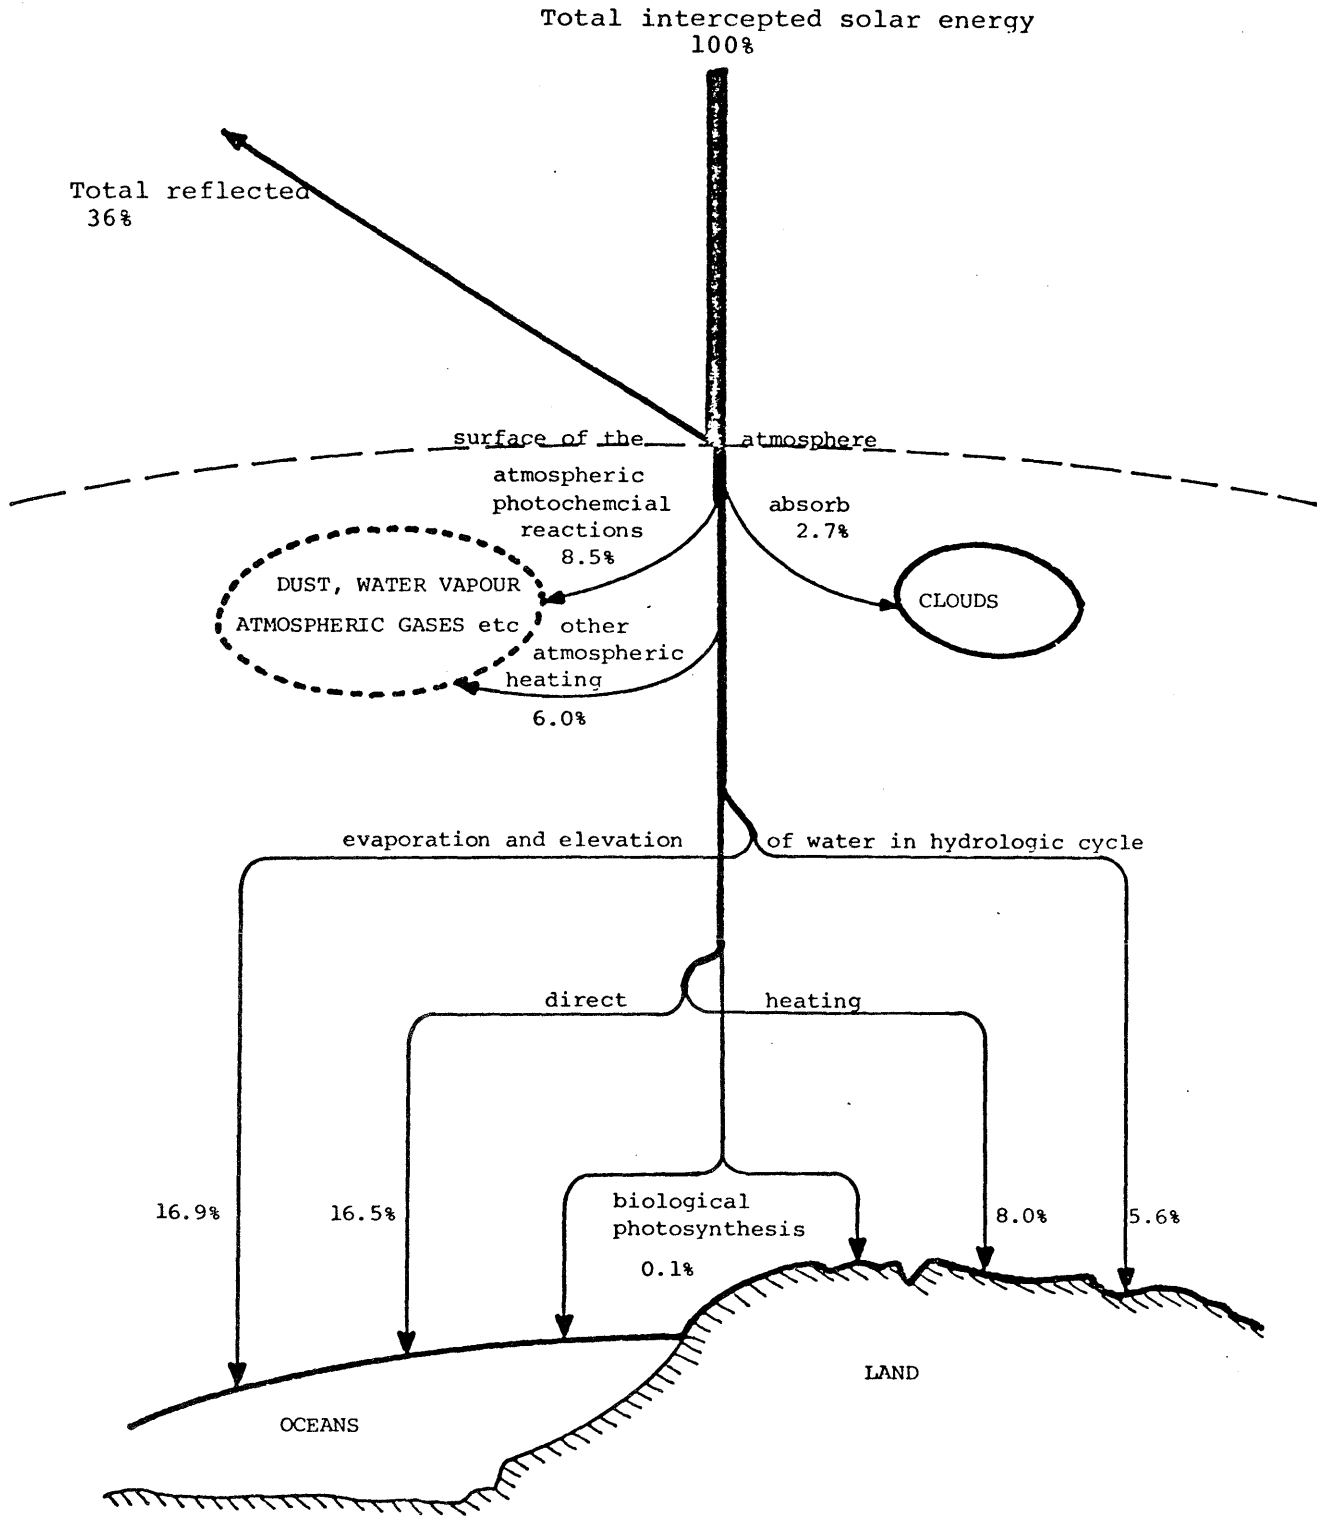 Total intercepted solar energy
100%
Total reflected
36%
surface of the atmosphere
atmospheric
photochemcial
reactions
8.5%
absorb
2.7%
DUST, WATER VAPOUR
ATMOSPHERIC GASES etc
CLOUDS
other
atmospheric
heating
6.0%
evaporation and elevation of water in hydrologic cycle
direct heating
16.9%
16.5%
biological
photosynthesis
0.1%
8.0%
5.6%
LAND
OCEANS